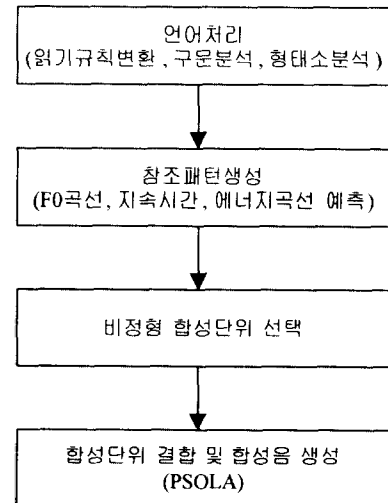 언어처리
(읽기규칙변환, 구문분석, 형태소분석)
참조패턴생성
(F0곡선, 지속시간, 에너지곡선 예측)
비정형 합성단위 선택
합성단위 결합 및 합성음 생성
(PSOLA)